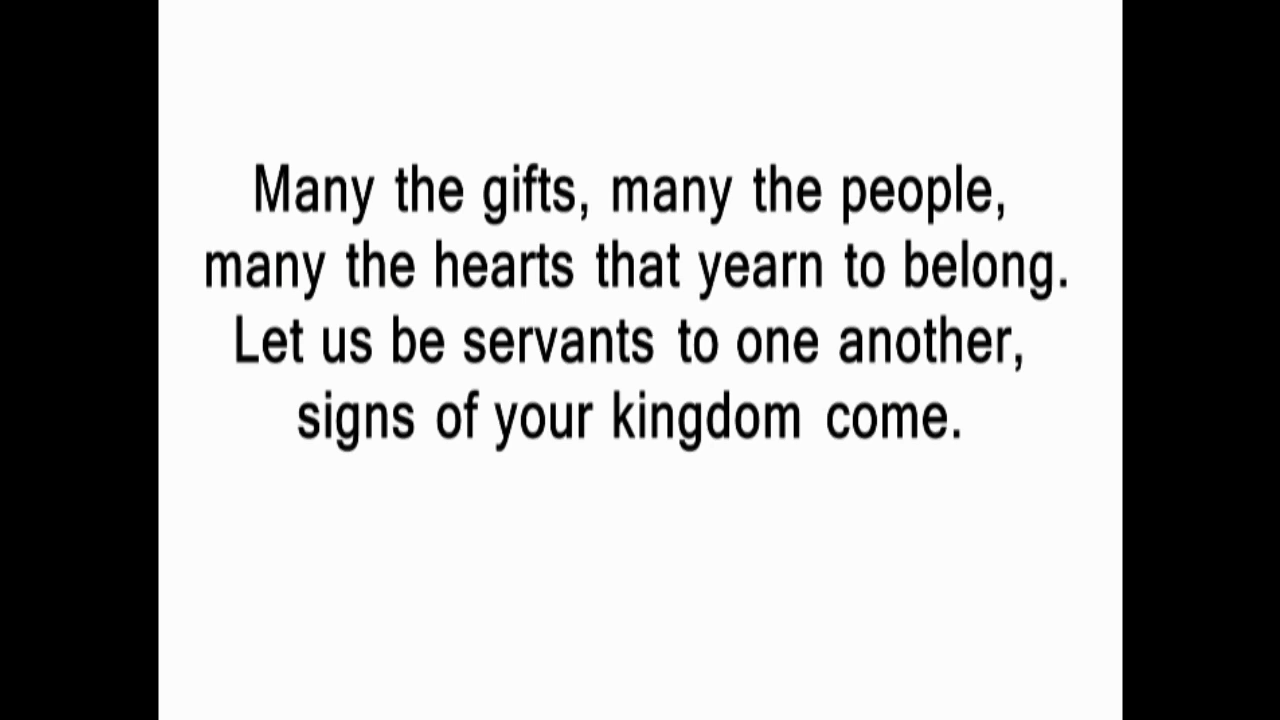 Many the gifts, many the people,
many the hearts that yearn to belong.
Let us be servants to one another,
signs of your kingdom come.